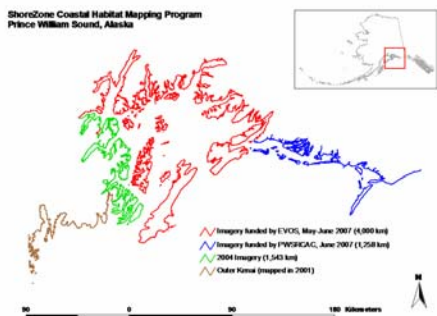 ShoreZone Coastal Habitat Mapping Program
Prince William Sound, Alaska
Imagery funded by EVOS, May-June 2007 (4,000 km)
Imagery funded by PWSRCAC, June 2007 (1,258 km)
2004 Imagery (1,543 km)
Outer Kenai (mapped in 2001)
90 0 90 180 Kilometers